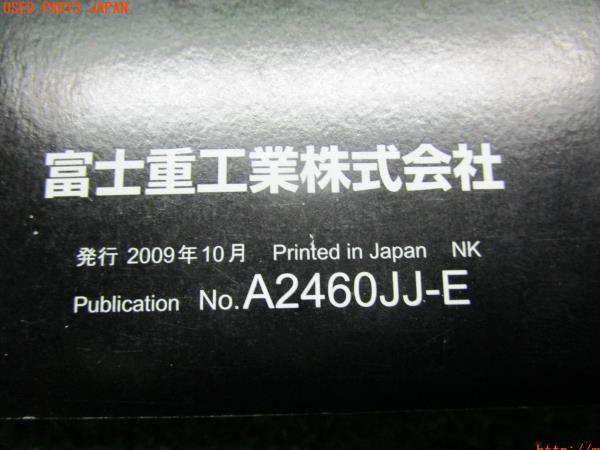 USED PARTS JAPAN
富士重工業株式会社
発行 2009年10月 Printed in Japan NK
Publication No.A2460JJ-E
http://m